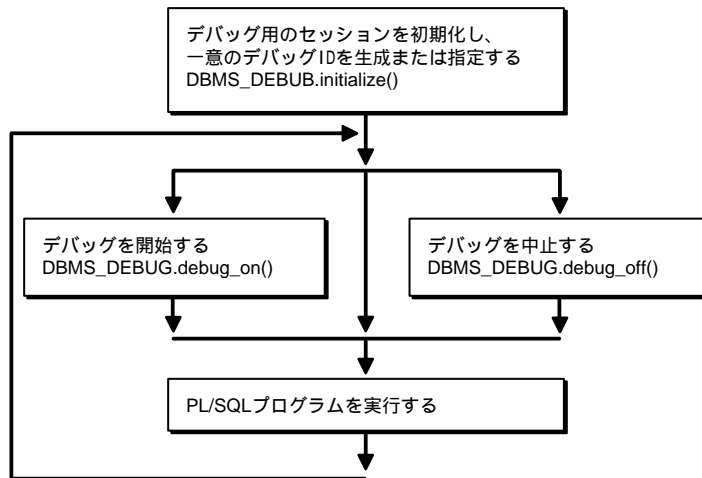 デバッグ用のセッションを初期化し、
一意のデバッグIDを生成または指定する
DBMS_DEBUB.initialize()
デバッグを開始する
DBMS_DEBUG.debug_on()
デバッグを中止する
DBMS_DEBUG.debug_off()
PL/SQLプログラムを実行する